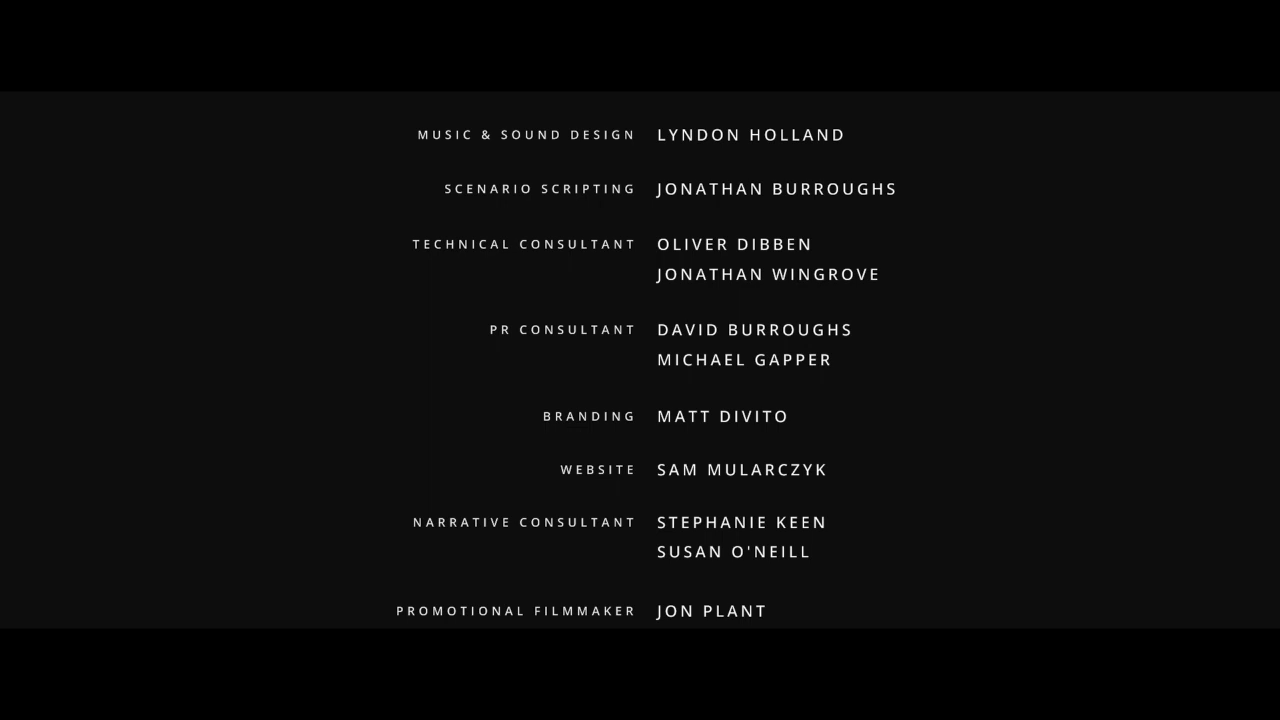 MUSIC & SOUND DESIGN LYNDON HOLLAND
SCENARIO SCRIPTING JONATHAN BURROUGHS
TECHNICAL CONSULTANT OLIVER DIBBEN
JONATHAN WINGROVE
PR CONSULTANT DAVID BURROUGHS
MICHAEL GAPPER
BRANDING MATT DIVITO
WEBSITE SAM MULARCZYK
NARRATIVE CONSULTANT STEPHANIE KEEN
SUSAN O'NEILL
PROMOTIONAL FILMMAKER JON PLANT